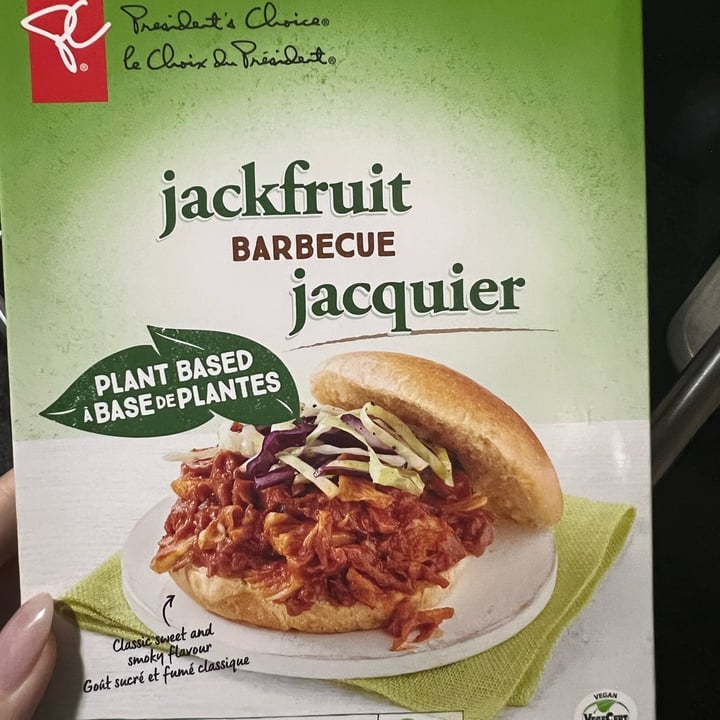 PC®
President's Choice®
le Choix du Président®
jackfruit
BARBECUE
jacquier
PLANT BASED
À BASE DE PLANTES
Classic sweet and
smoky flavour
Goût sucré et fumé classique
VEGAN
VEGECERT